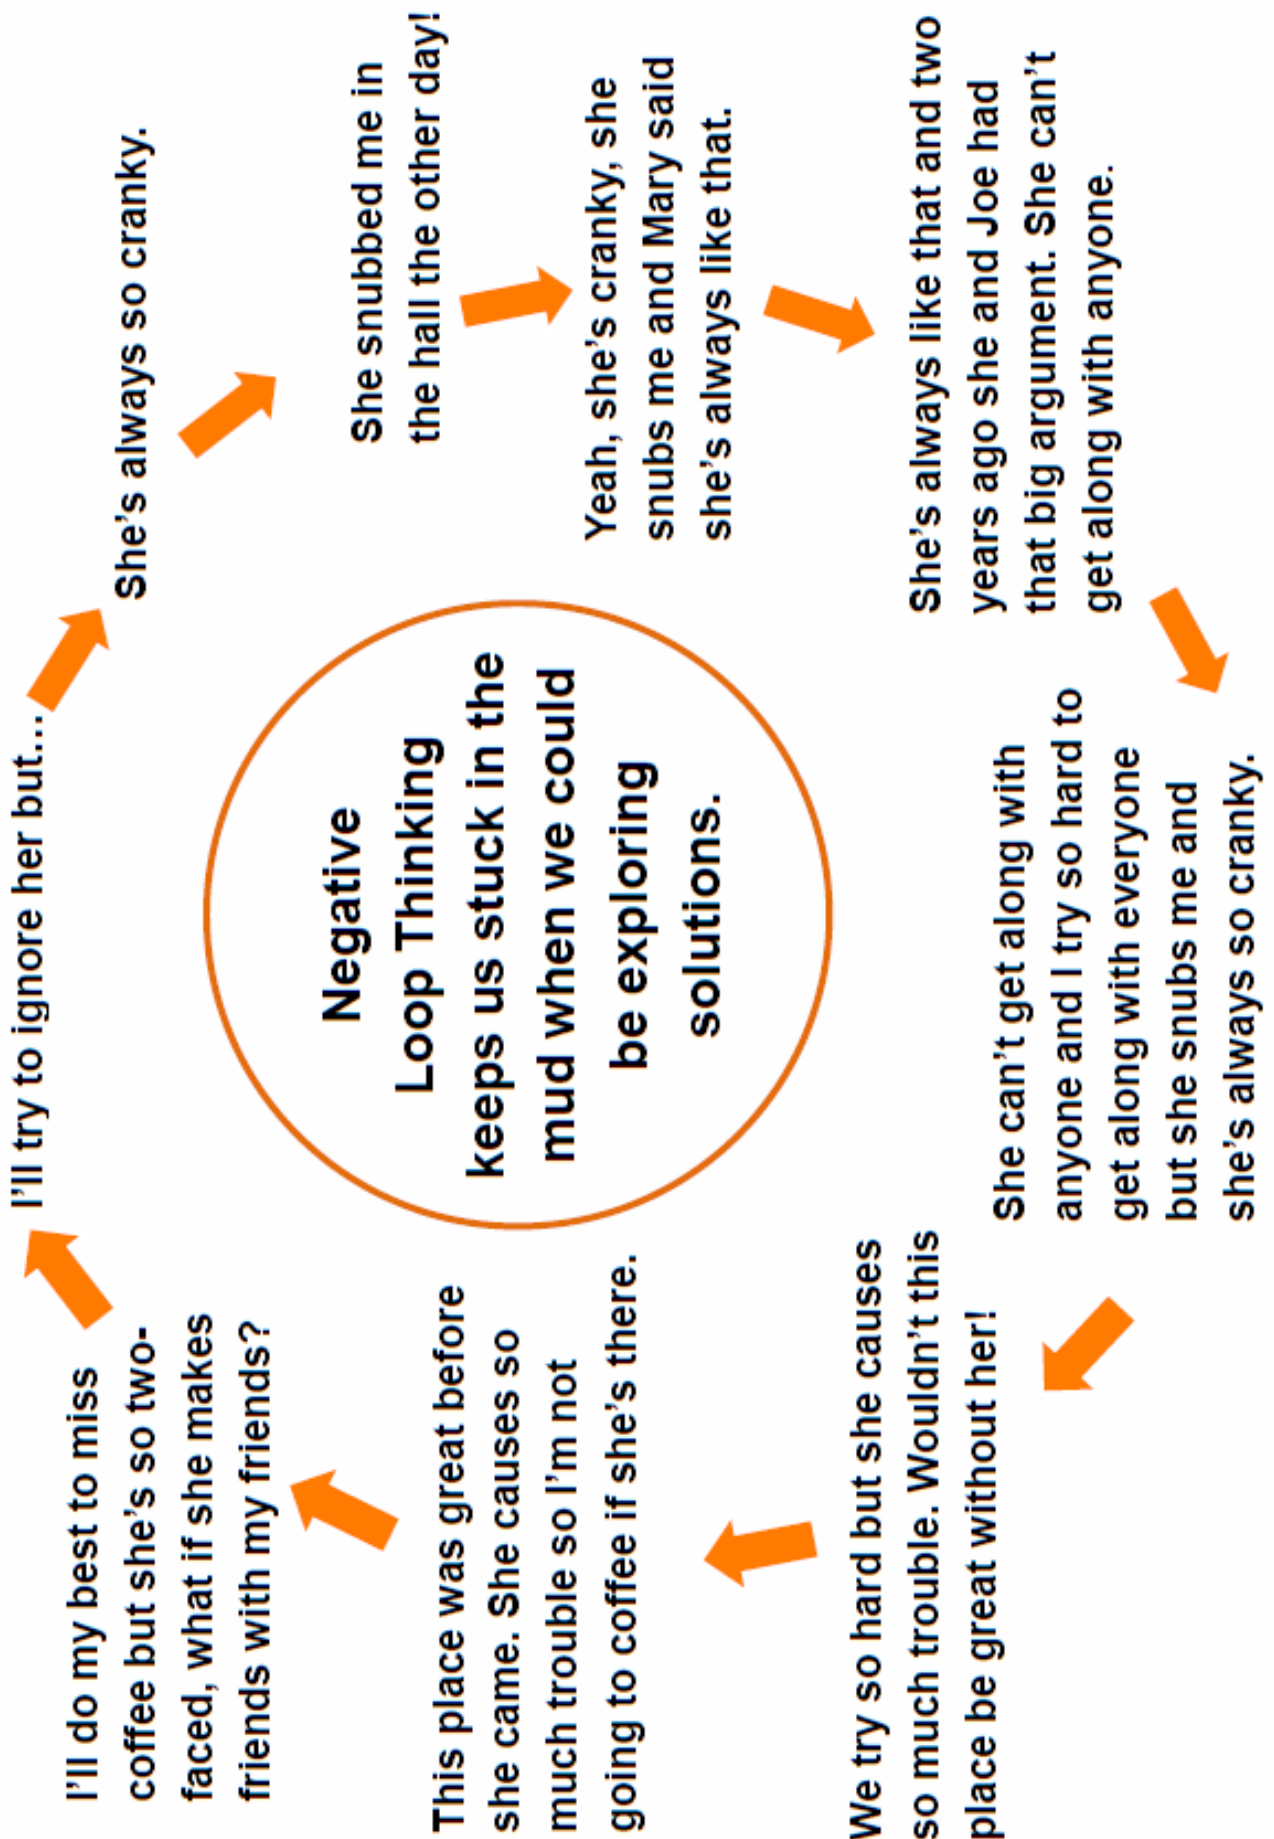 I'll try to ignore her but...
She's always so cranky.
She snubbed me in
the hall the other day!
Yeah, she's cranky, she
snubs me and Mary said
she's always like that.
She's always like that and two
years ago she and Joe had
that big argument. She can't
get along with anyone.
She can't get along with
anyone and I try so hard to
get along with everyone
but she snubs me and
she's always so cranky.
We try so hard but she causes
so much trouble. Wouldn't this
place be great without her!
This place was great before
she came. She causes so
much trouble so I'm not
going to coffee if she's there.
I'll do my best to miss
coffee but she's so two-
faced, what if she makes
friends with my friends?
Negative
Loop Thinking
keeps us stuck in the
mud when we could
be exploring
solutions.